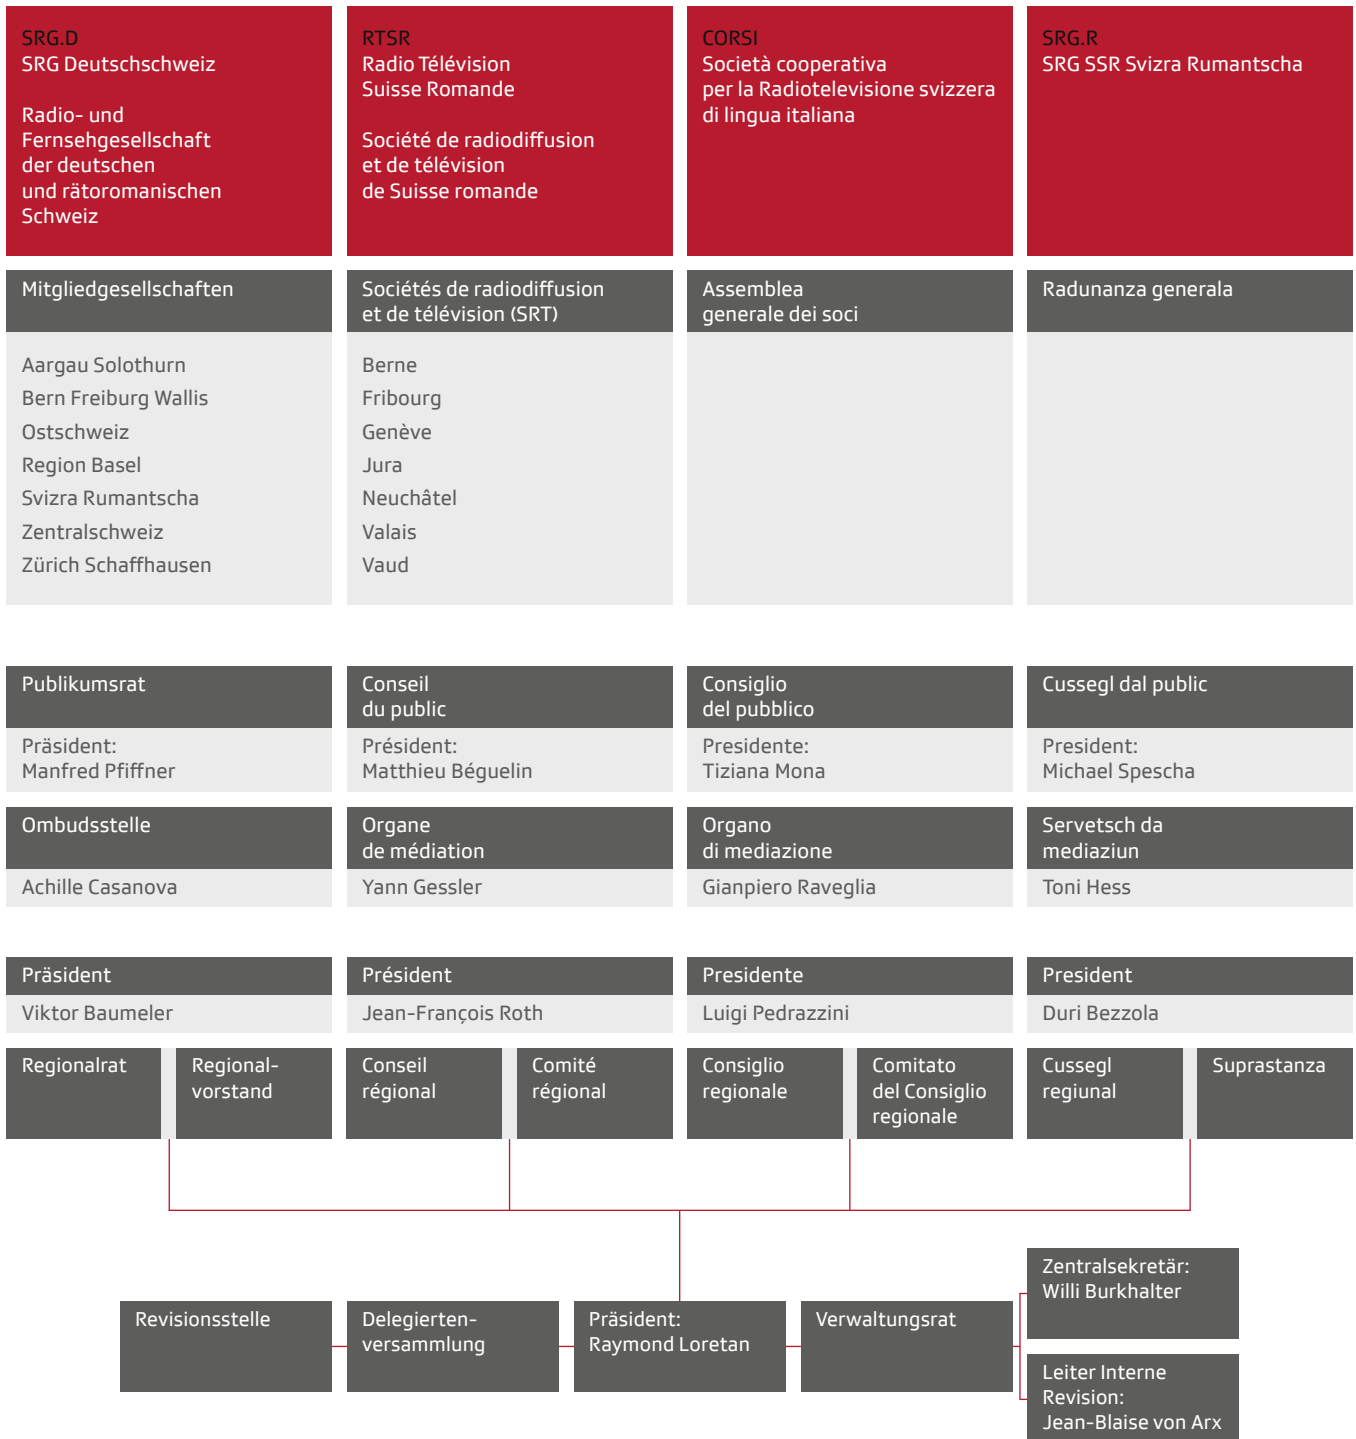 SRG.D
SRG Deutschschweiz
Radio- und
Fernsehgesellschaft
der deutschen
und rätoromanischen
Schweiz
RTSR
Radio Télévision
Suisse Romande
Société de radiodiffusion
et de télévision
de Suisse romande
CORSI
Società cooperativa
per la Radiotelevisione svizzera
di lingua italiana
SRG.R
SRG SSR Svizra Rumantscha
Mitgliedgesellschaften
Aargau Solothurn
Bern Freiburg Wallis
Ostschweiz
Region Basel
Svizra Rumantscha
Zentralschweiz
Zürich Schaffhausen
Sociétés de radiodiffusion
et de télévision (SRT)
Berne
Fribourg
Genève
Jura
Neuchâtel
Valais
Vaud
Assemblea
generale dei soci
Radunanza generala
Publikumsrat
Präsident:
Manfred Pfiffner
Conseil
du public
Président:
Matthieu Béguelin
Consiglio
del pubblico
Presidente:
Tiziana Mona
Cussegl dal public
President:
Michael Spescha
Ombudsstelle
Achille Casanova
Organe
de médiation
Yann Gessler
Organo
di mediazione
Gianpiero Raveglia
Servetsch da
mediaziun
Toni Hess
Präsident
Viktor Baumeler
Président
Jean-François Roth
Presidente
Luigi Pedrazzini
President
Duri Bezzola
Regionalrat
Regional-
vorstand
Conseil
régional
Comité
régional
Consiglio
regionale
Comitato
del Consiglio
regionale
Cussegl
regiunal
Suprastanza
Revisionsstelle
Delegierten-
versammlung
Präsident:
Raymond Loretan
Verwaltungsrat
Zentralsekretär:
Willi Burkhalter
Leiter Interne
Revision:
Jean-Blaise von Arx